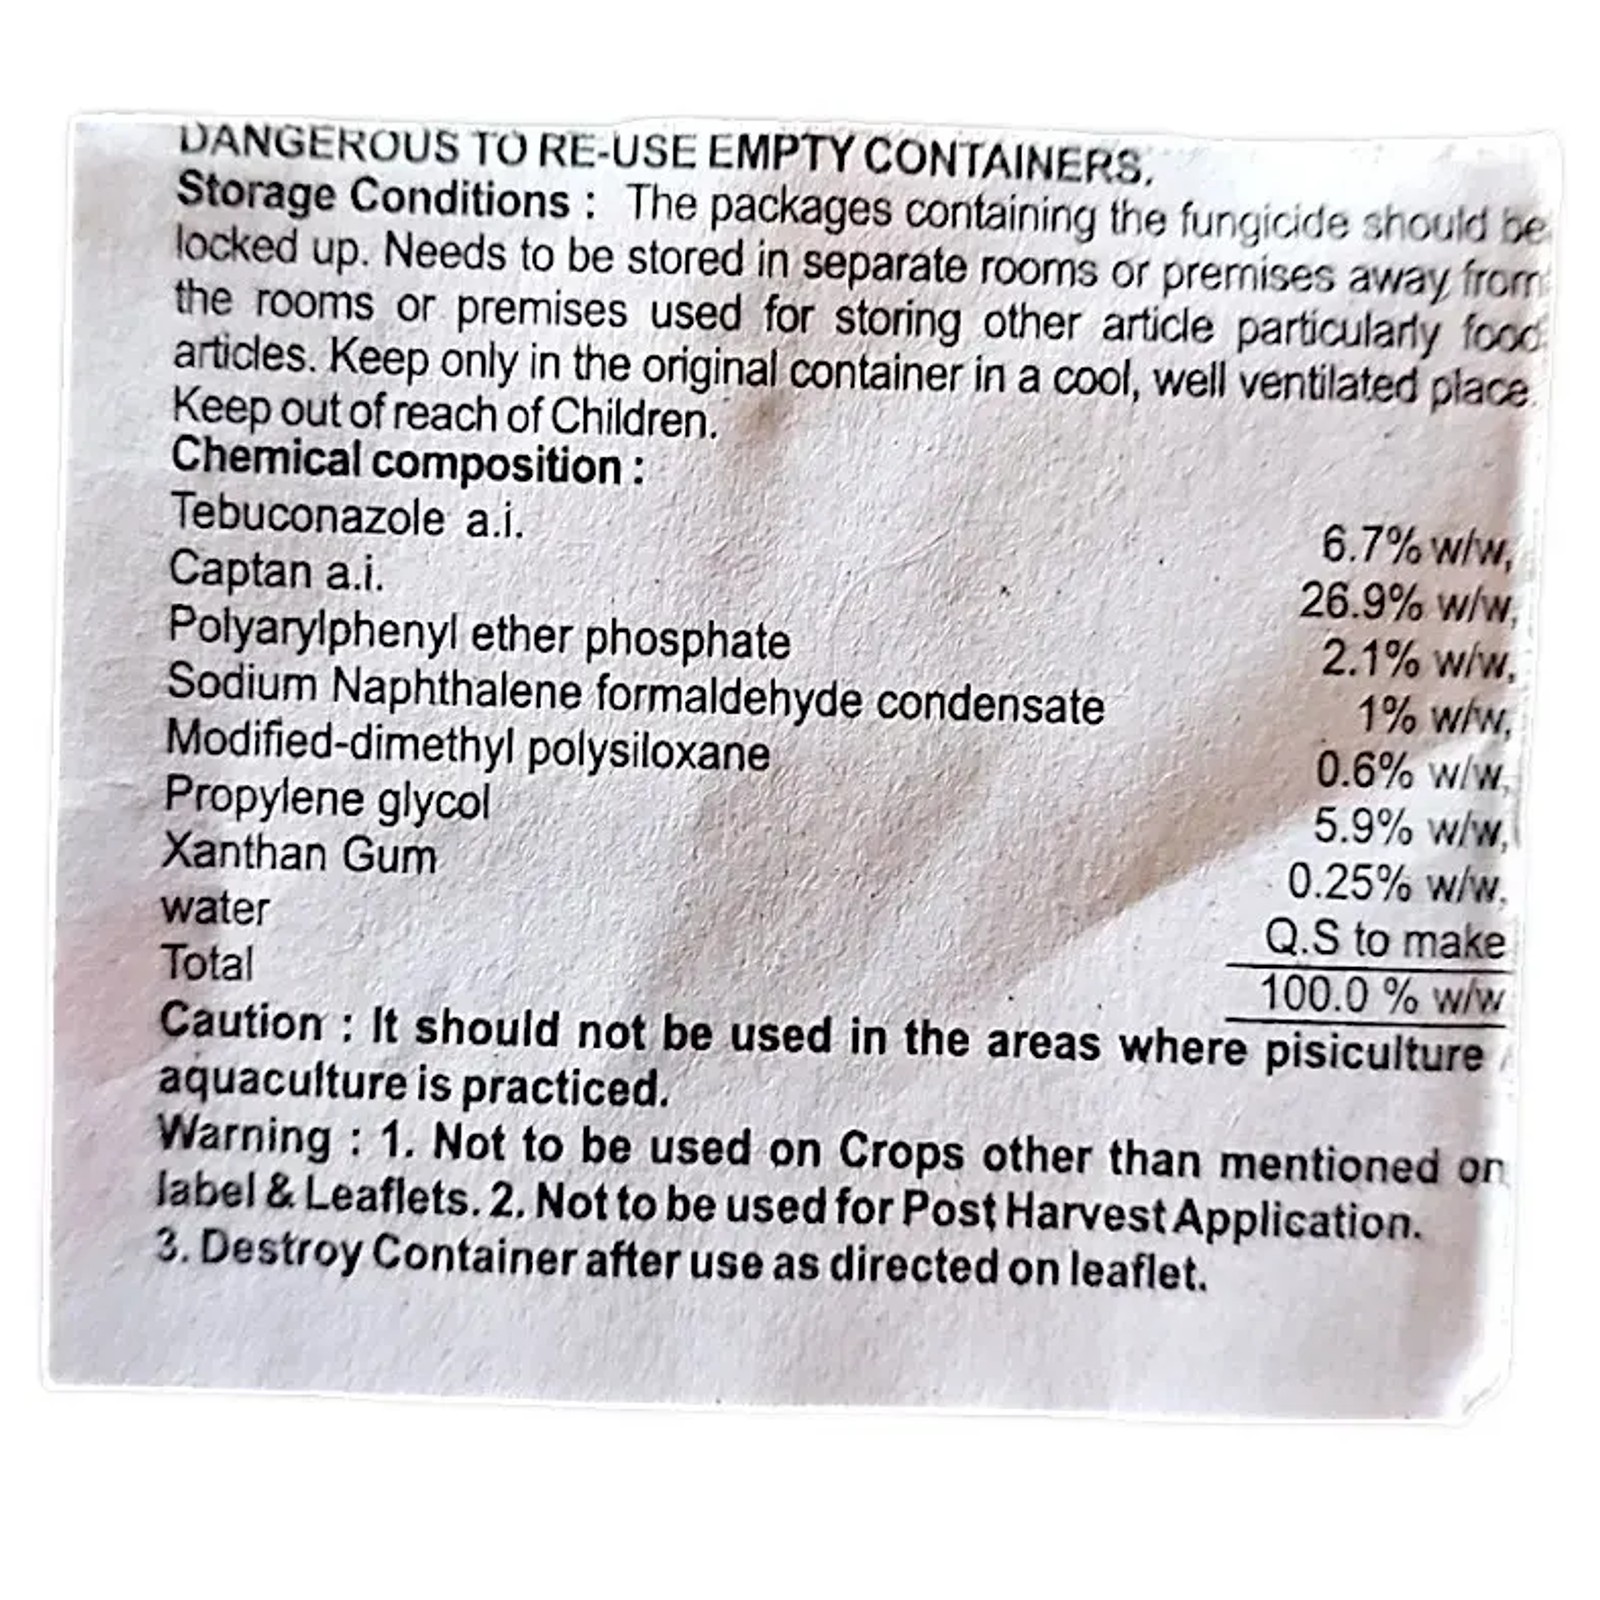 DANGEROUS TO RE-USE EMPTY CONTAINERS.
Storage Conditions : The packages containing the fungicide should be
locked up. Needs to be stored in separate rooms or premises away from
the rooms or premises used for storing other article particularly food
articles. Keep only in the original container in a cool, well ventilated place.
Keep out of reach of Children.
Chemical composition :
Tebuconazole a.i. 6.7% w/w,
Captan a.i. 26.9% w/w,
Polyarylphenyl ether phosphate 2.1% w/w,
Sodium Naphthalene formaldehyde condensate 1% w/w,
Modified-dimethyl polysiloxane 0.6% w/w,
Propylene glycol 5.9% w/w,
Xanthan Gum 0.25% w/w,
water Q.S to make
Total 100.0 % w/w
Caution : It should not be used in the areas where pisiculture /
aquaculture is practiced.
Warning : 1. Not to be used on Crops other than mentioned on
label & Leaflets. 2. Not to be used for Post Harvest Application.
3. Destroy Container after use as directed on leaflet.